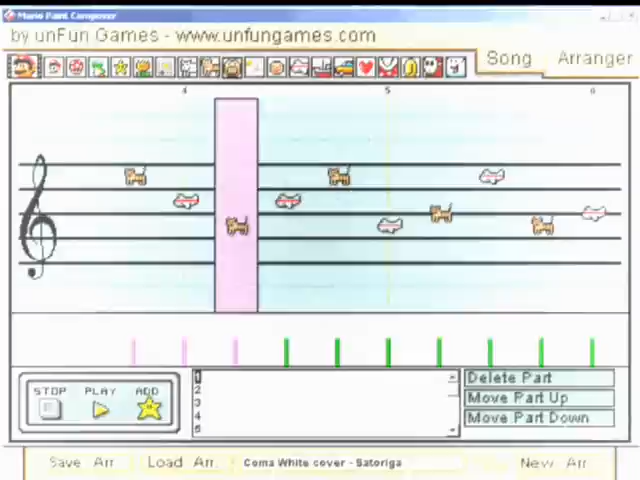 Mario Paint Composer
by unFun Games - www.unfungames.com
Song Arranger
4 5 6
STOP PLAY ADD
1
2
3
4
5
Delete Part
Move Part Up
Move Part Down
Save Arr Load Arr. Coma White cover - Satoriga New Arr